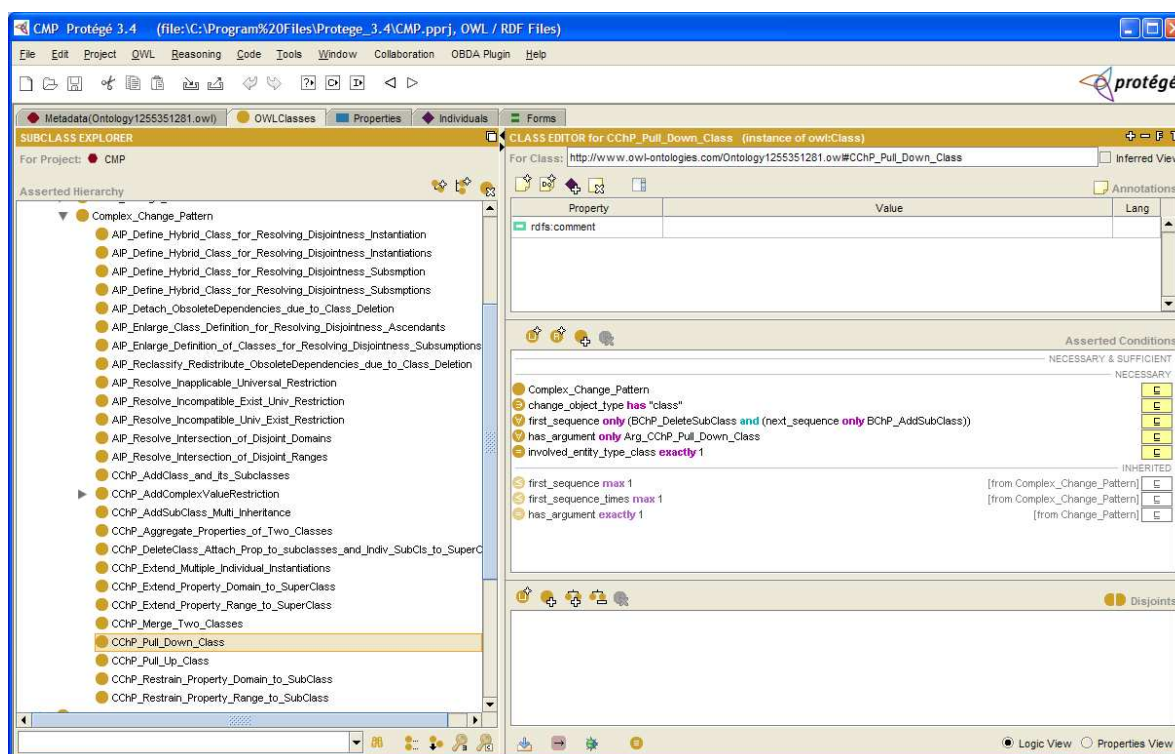 CMP Protégé 3.4 (file:\C:\Program%20Files\Protege_3.4\CMP.pprj, OWL / RDF Files)
File Edit Project OWL Reasoning Code Tools Window Collaboration OBDA Plugin Help
protégé
Metadata(Ontology1255351281.owl) OWLClasses Properties Individuals Forms
SUBCLASS EXPLORER
For Project: CMP
Asserted Hierarchy
Complex_Change_Pattern
AIP_Define_Hybrid_Class_for_Resolving_Disjointness_Instantiation
AIP_Define_Hybrid_Class_for_Resolving_Disjointness_Instantiations
AIP_Define_Hybrid_Class_for_Resolving_Disjointness_Subsmption
AIP_Define_Hybrid_Class_for_Resolving_Disjointness_Subsmptions
AIP_Detach_ObsoleteDependencies_due_to_Class_Deletion
AIP_Enlarge_Class_Definition_for_Resolving_Disjointness_Ascendants
AIP_Enlarge_Definition_of_Classes_for_Resolving_Disjointness_Subsumptions
AIP_Reclassify_Redistribute_ObsoleteDependencies_due_to_Class_Deletion
AIP_Resolve_Inapplicable_Universal_Restriction
AIP_Resolve_Incompatible_Exist_Univ_Restriction
AIP_Resolve_Incompatible_Univ_Exist_Restriction
AIP_Resolve_Intersection_of_Disjoint_Domains
AIP_Resolve_Intersection_of_Disjoint_Ranges
CChP_AddClass_and_its_Subclasses
CChP_AddComplexValueRestriction
CChP_AddSubClass_Multi_Inheritance
CChP_Aggregate_Properties_of_Two_Classes
CChP_DeleteClass_Attach_Prop_to_subclasses_and_Indiv_SubCls_to_SuperC
CChP_Extend_Multiple_Individual_Instantiations
CChP_Extend_Property_Domain_to_SuperClass
CChP_Extend_Property_Range_to_SuperClass
CChP_Merge_Two_Classes
CChP_Pull_Down_Class
CChP_Pull_Up_Class
CChP_Restrain_Property_Domain_to_SubClass
CChP_Restrain_Property_Range_to_SubClass
CLASS EDITOR for CChP_Pull_Down_Class (instance of owl:Class)
For Class: http://www.owl-ontologies.com/Ontology1255351281.owl#CChP_Pull_Down_Class Inferred View
Annotations
Property Value Lang
rdfs:comment
Asserted Conditions
NECESSARY & SUFFICIENT
NECESSARY
Complex_Change_Pattern
change_object_type has "class"
first_sequence only (BChP_DeleteSubClass and (next_sequence only BChP_AddSubClass))
has_argument only Arg_CChP_Pull_Down_Class
involved_entity_type_class exactly 1
INHERITED
first_sequence max 1 [from Complex_Change_Pattern]
first_sequence_times max 1 [from Complex_Change_Pattern]
has_argument exactly 1 [from Change_Pattern]
Disjoints
Logic View Properties View